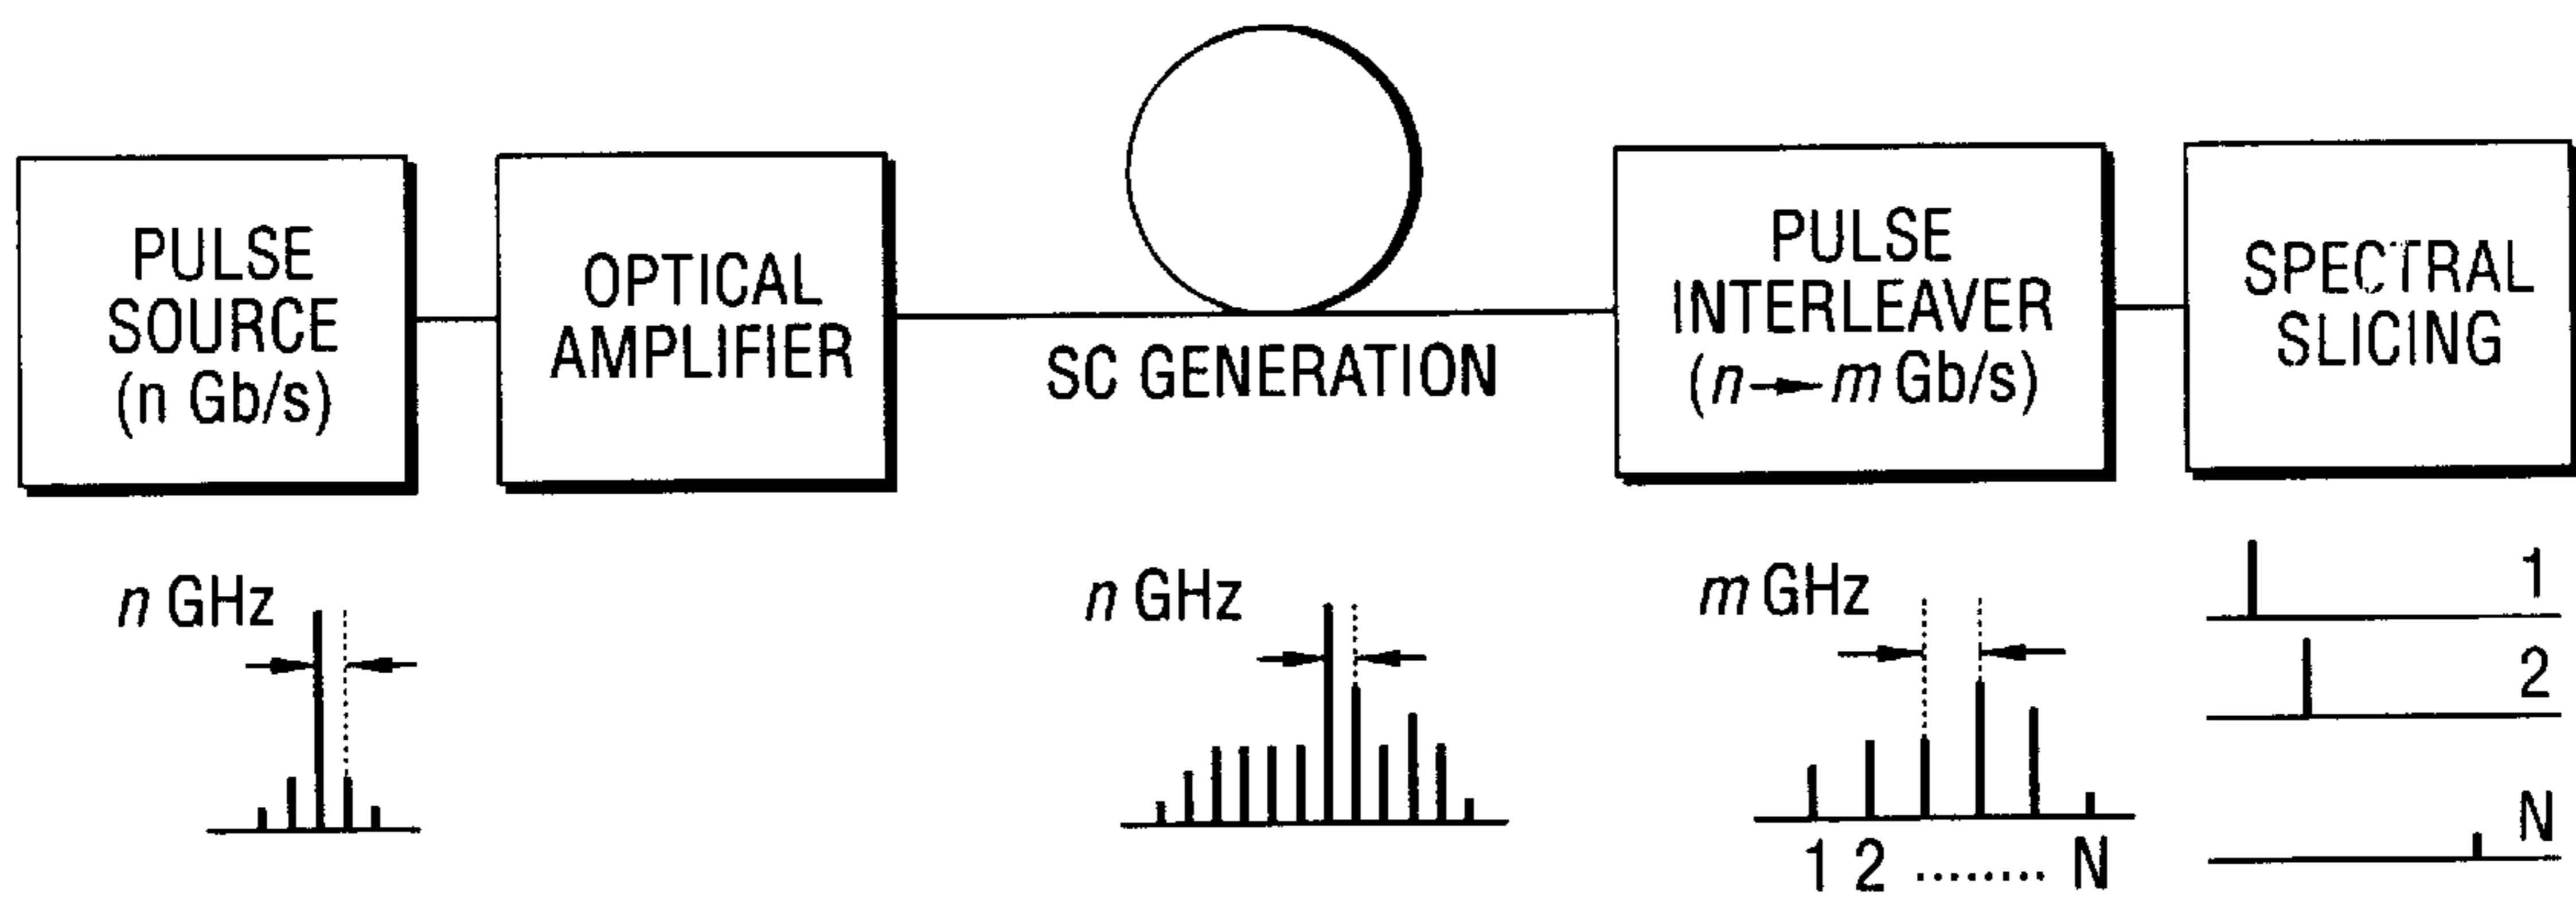 PULSE
SOURCE
(n Gb/s)
OPTICAL
AMPLIFIER
SC GENERATION
PULSE
INTERLEAVER
(n→m Gb/s)
SPECTRAL
SLICING
n GHz
n GHz
m GHz
1 2 ........ N
1
2
N